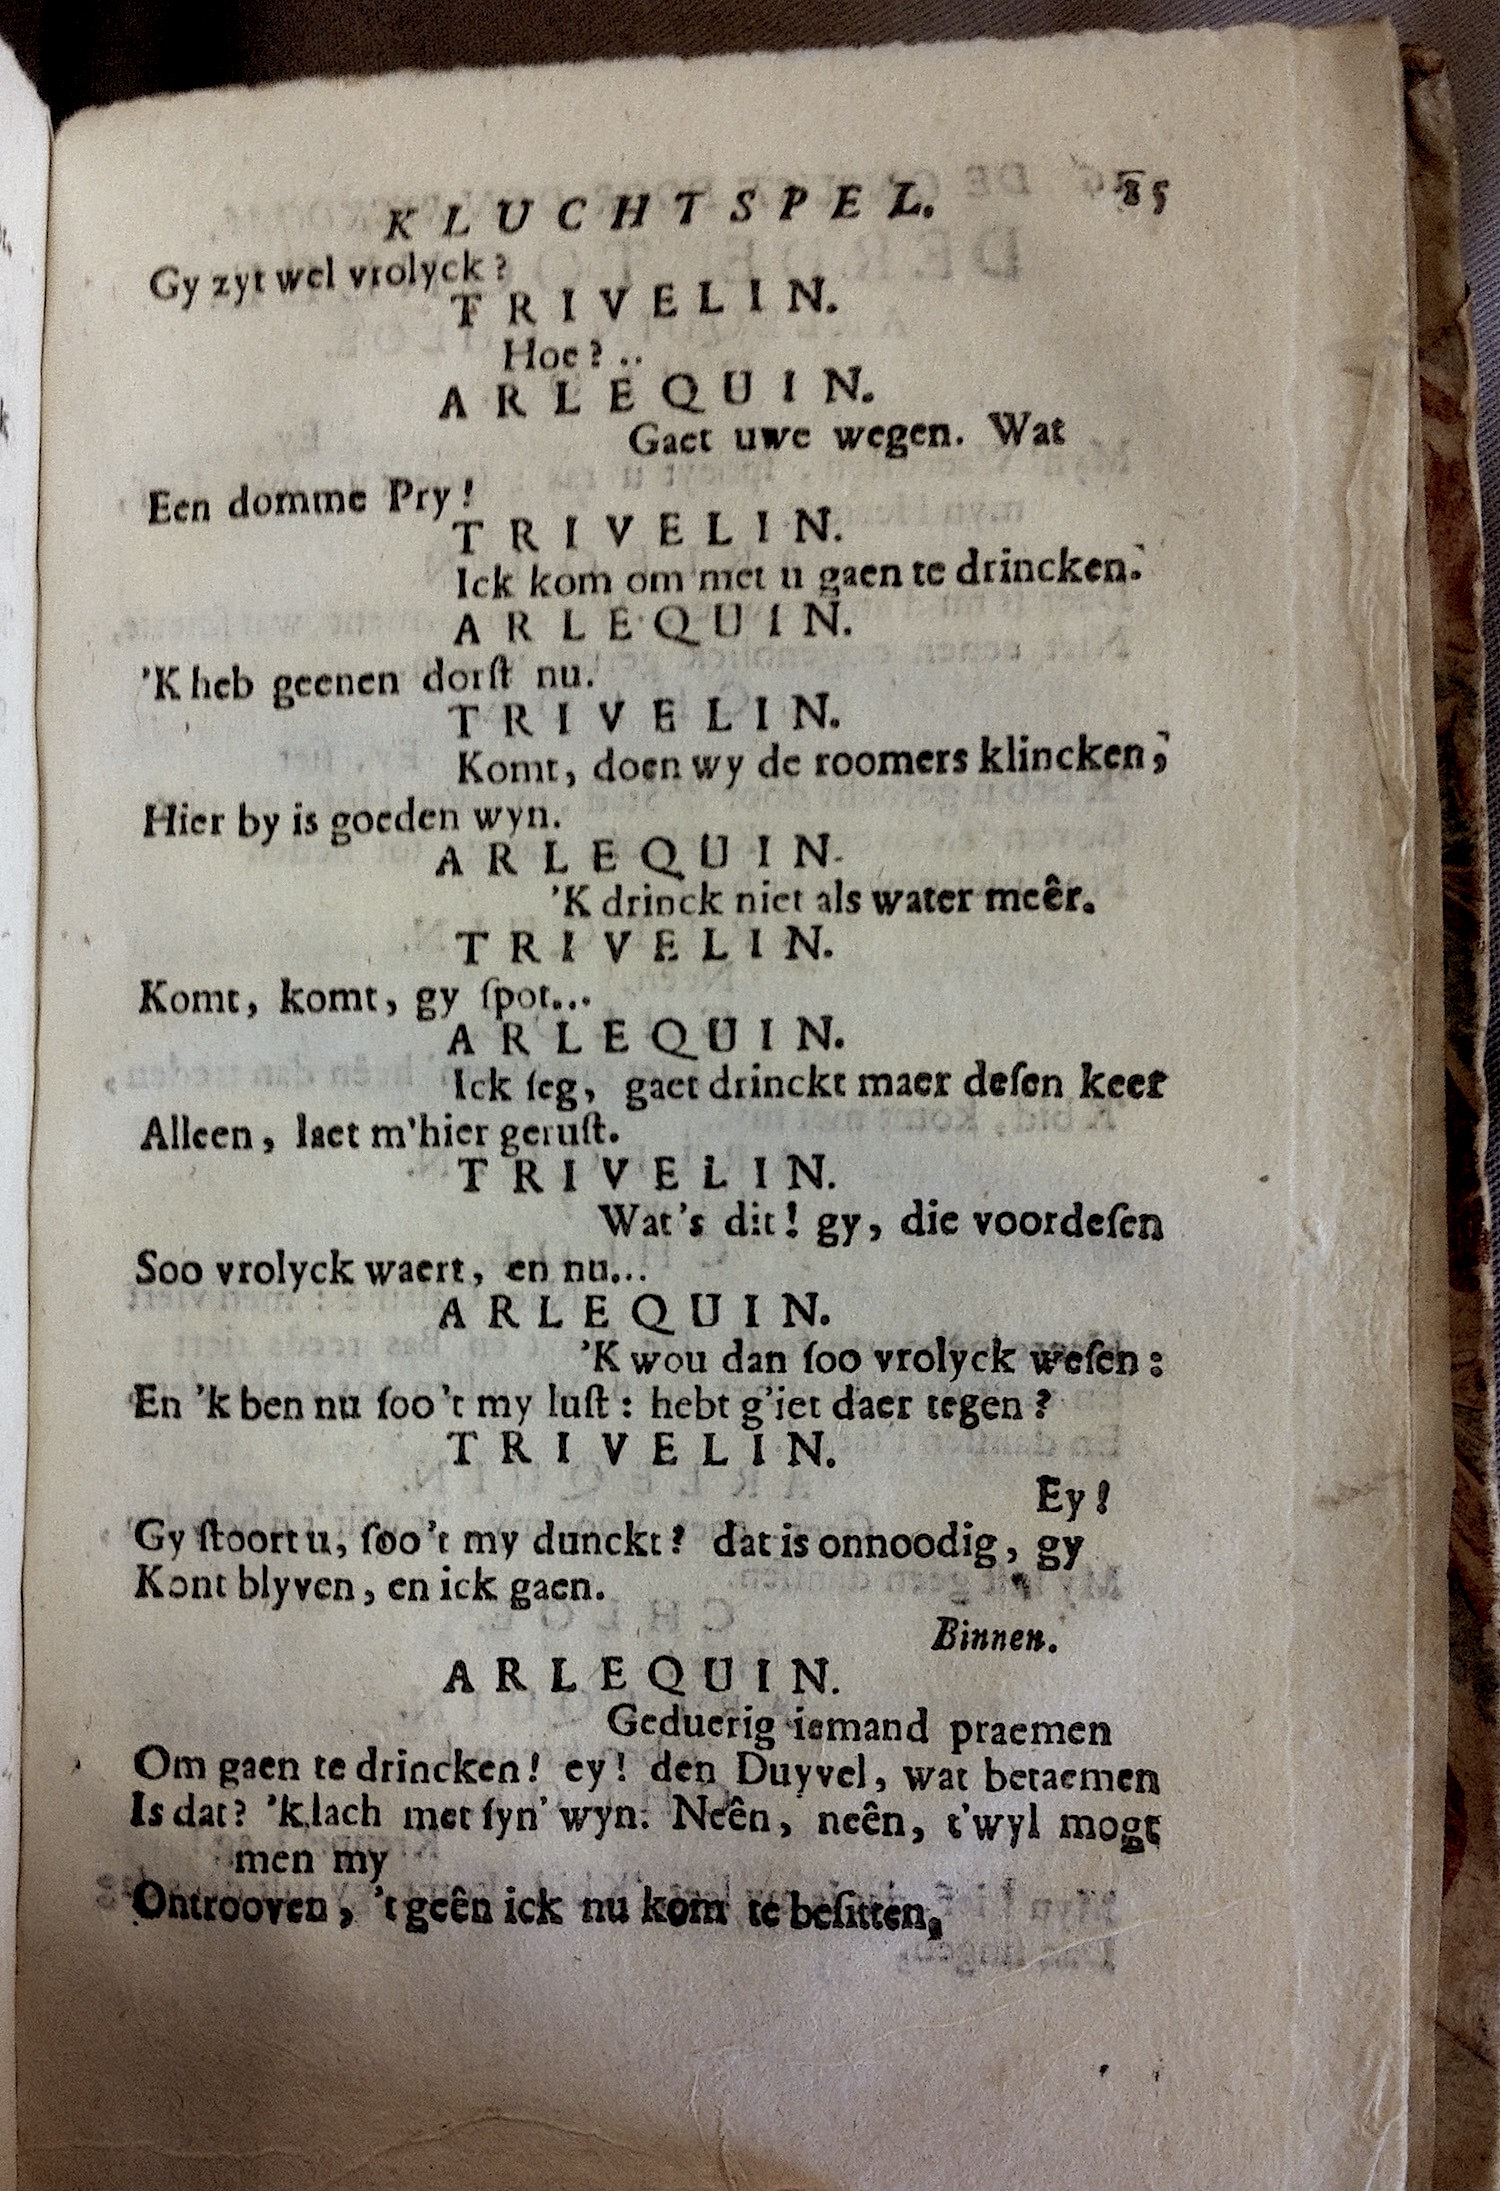 KLUCHTSPEL. 85
Gy zyt wel vrolyck?
TRIVELIN.
Hoe? ..
ARLEQUIN.
Gaet uwe wegen. Wat
Een domme Pry!
TRIVELIN.
Ick kom om met u gaen te drincken.
ARLEQUIN.
'K heb geenen dorſt nu.
TRIVELIN.
Komt, doen wy de roomers klincken,
Hier by is goeden wyn.
ARLEQUIN.
'K drinck niet als water meêr.
TRIVELIN.
Komt, komt, gy ſpot...
ARLEQUIN.
Ick ſeg, gaet drinckt maer deſen keer
Alleen, laet m'hier geruſt.
TRIVELIN.
Wat's dit! gy, die voordeſen
Soo vrolyck waert, en nu...
ARLEQUIN.
'K wou dan ſoo vrolyck weſen:
En 'k ben nu ſoo't my luſt: hebt g'iet daer tegen?
TRIVELIN.
Ey!
Gy ſtoort u, ſoo't my dunckt? dat is onnoodig, gy
Kont blyven, en ick gaen.
Binnen.
ARLEQUIN.
Geduerig iemand praemen
Om gaen te drincken! ey! den Duyvel, wat betaemen
Is dat? 'k lach met ſyn' wyn. Neên, neên, t'wyl mogt
men my
Ontrooven, 't geên ick nu kom te beſitten,